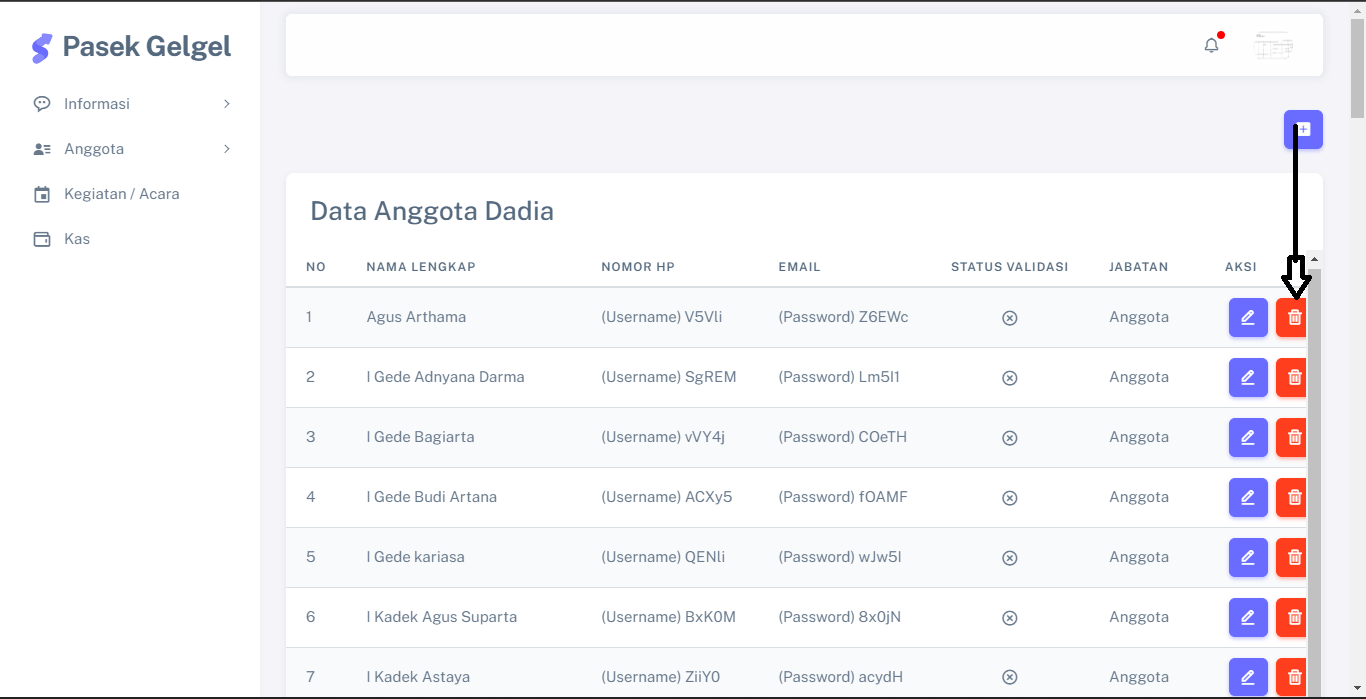 Pasek Gelgel
Informasi
Anggota
Kegiatan / Acara
Kas
Data Anggota Dadia
NO NAMA LENGKAP NOMOR HP EMAIL STATUS VALIDASI JABATAN AKSI
1 Agus Arthama (Username) V5Vli (Password) Z6EWc Anggota
2 I Gede Adnyana Darma (Username) SgREM (Password) Lm5I1 Anggota
3 I Gede Bagiarta (Username) vVY4j (Password) COeTH Anggota
4 I Gede Budi Artana (Username) ACXy5 (Password) fOAMF Anggota
5 I Gede kariasa (Username) QENli (Password) wJw5I Anggota
6 I Kadek Agus Suparta (Username) BxK0M (Password) 8x0jN Anggota
7 I Kadek Astaya (Username) ZiiY0 (Password) acydH Anggota